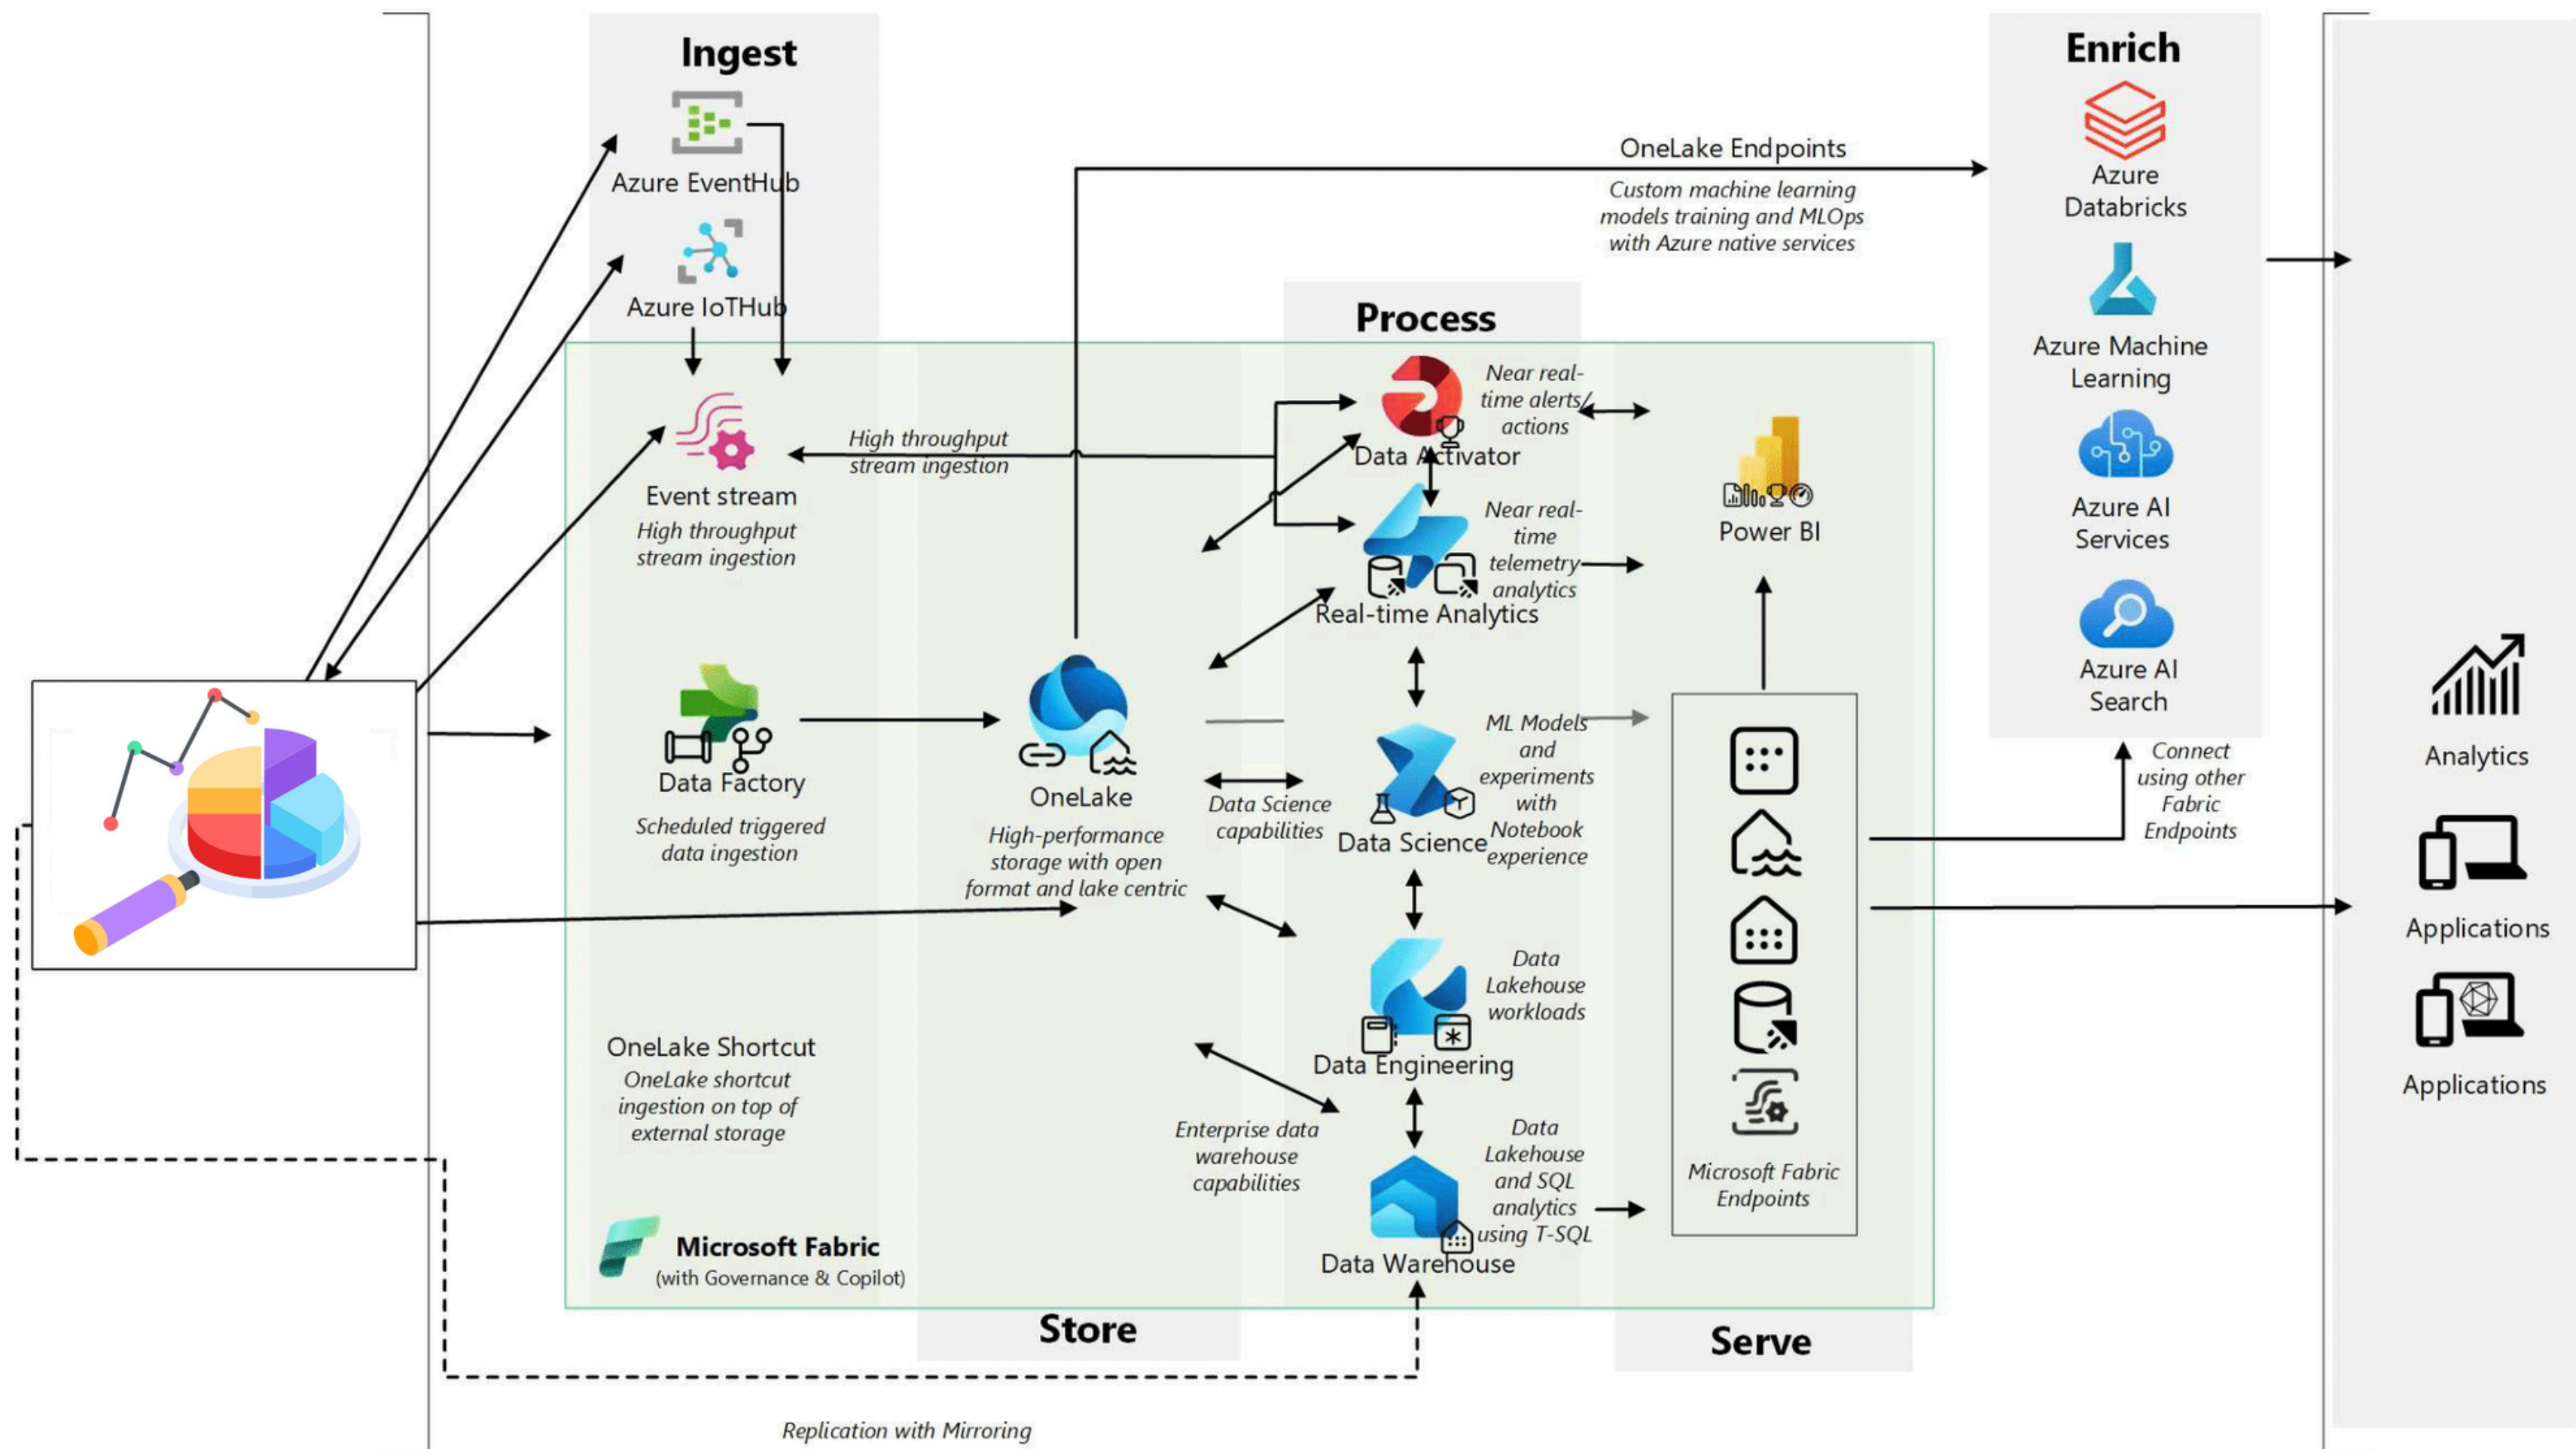 Ingest
Azure EventHub
Azure IoTHub
Event stream
High throughput
stream ingestion
High throughput
stream ingestion
Data Factory
Scheduled triggered
data ingestion
OneLake Shortcut
OneLake shortcut
ingestion on top of
external storage
Microsoft Fabric
(with Governance & Copilot)
OneLake
High-performance
storage with open
format and lake centric
Store
OneLake Endpoints
Custom machine learning
models training and MLOps
with Azure native services
Process
Data Activator
Near real-
time alerts/
actions
Real-time Analytics
Near real-
time
telemetry
analytics
Data Science
capabilities
Data Science
ML Models
and
experiments
with
Notebook
experience
Data Engineering
Data
Lakehouse
workloads
Enterprise data
warehouse
capabilities
Data Warehouse
Data
Lakehouse
and SQL
analytics
using T-SQL
Power BI
Microsoft Fabric
Endpoints
Serve
Enrich
Azure
Databricks
Azure Machine
Learning
Azure AI
Services
Azure AI
Search
Connect
using other
Fabric
Endpoints
Analytics
Applications
Applications
Replication with Mirroring